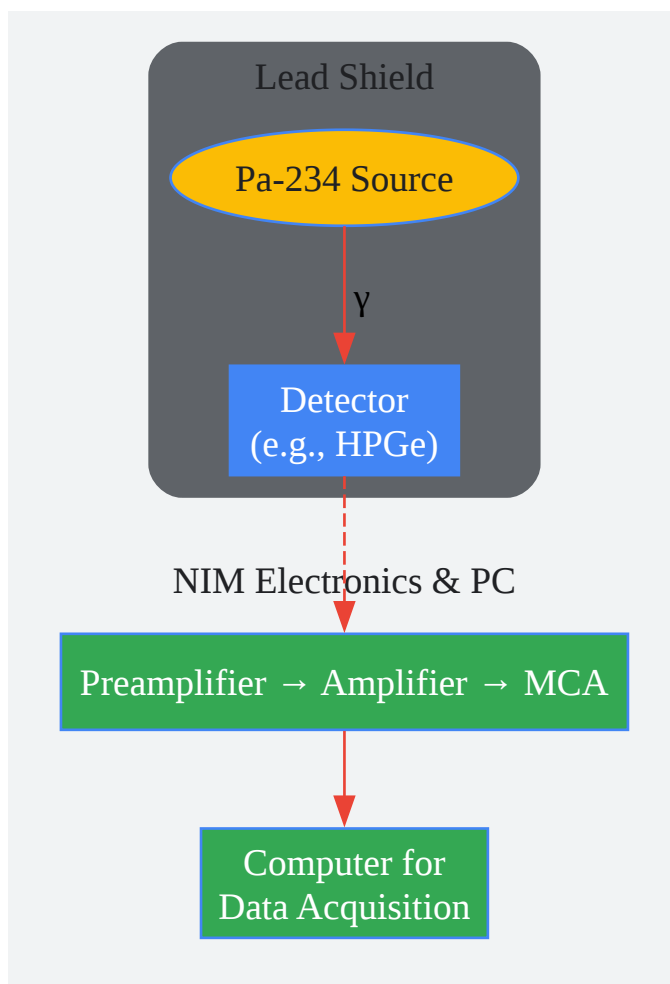 Lead Shield
Pa-234 Source
γ
Detector
(e.g., HPGe)
NIM Electronics & PC
Preamplifier → Amplifier → MCA
Computer for
Data Acquisition